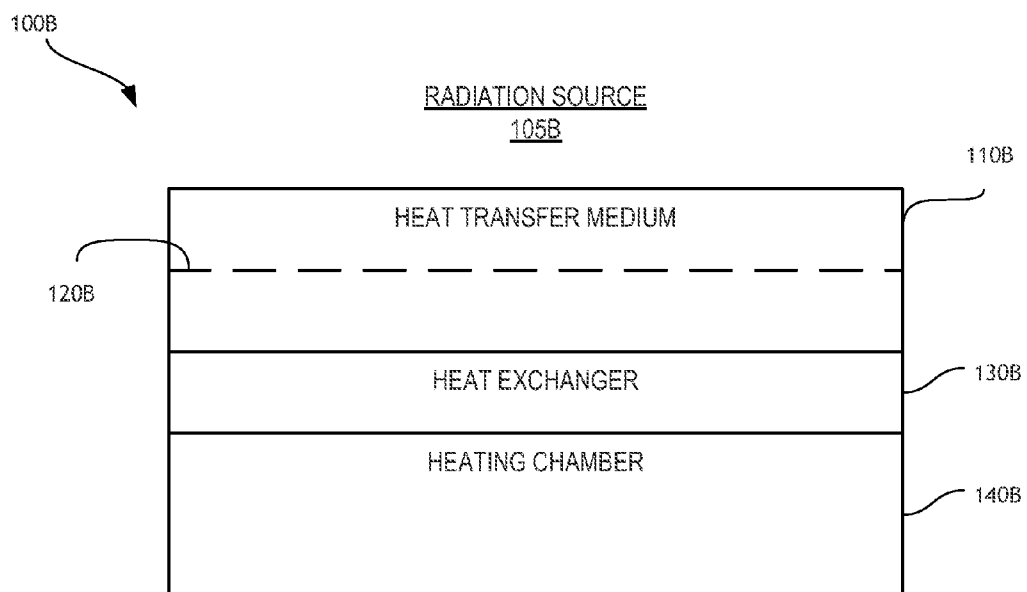 100B
RADIATION SOURCE
105B
110B
HEAT TRANSFER MEDIUM
120B
HEAT EXCHANGER
130B
HEATING CHAMBER
140B